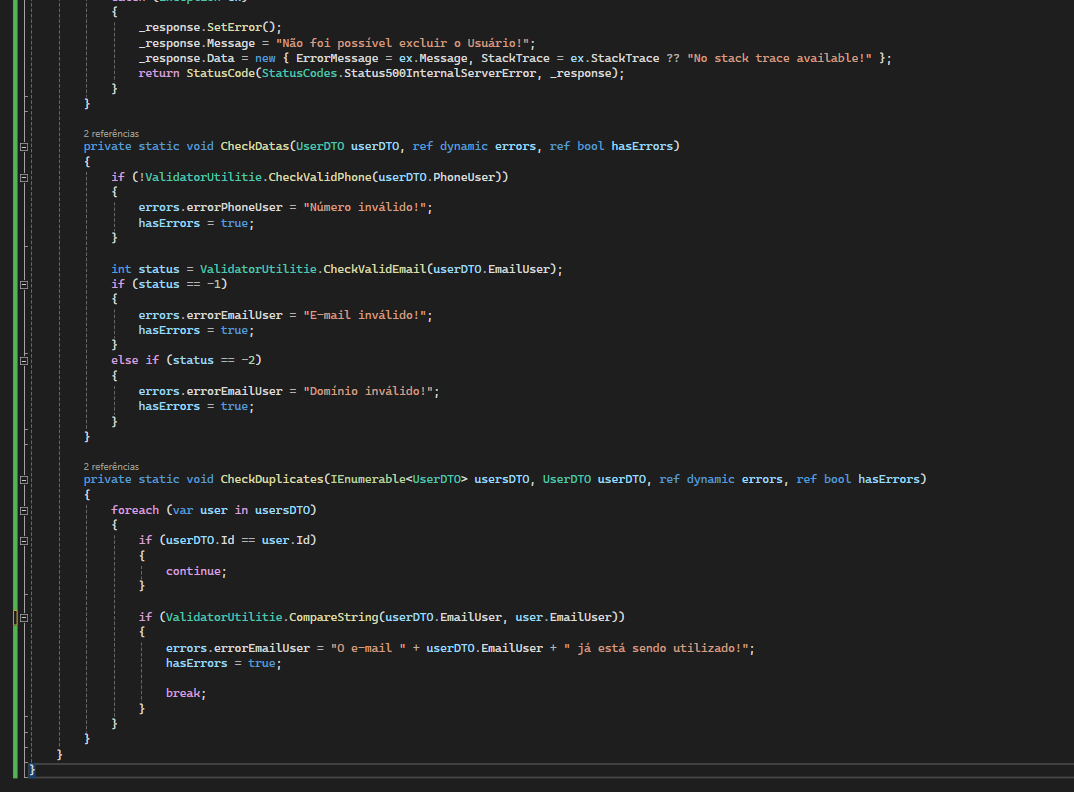 {
_response.SetError();
_response.Message = "Não foi possível excluir o Usuário!";
_response.Data = new { ErrorMessage = ex.Message, StackTrace = ex.StackTrace ?? "No stack trace available!" };
return StatusCode(StatusCodes.Status500InternalServerError, _response);
}
}
2 referências
private static void CheckDatas(UserDTO userDTO, ref dynamic errors, ref bool hasErrors)
{
if (!ValidatorUtilitie.CheckValidPhone(userDTO.PhoneUser))
{
errors.errorPhoneUser = "Número inválido!";
hasErrors = true;
}
int status = ValidatorUtilitie.CheckValidEmail(userDTO.EmailUser);
if (status == -1)
{
errors.errorEmailUser = "E-mail inválido!";
hasErrors = true;
}
else if (status == -2)
{
errors.errorEmailUser = "Domínio inválido!";
hasErrors = true;
}
}
2 referências
private static void CheckDuplicates(IEnumerable<UserDTO> usersDTO, UserDTO userDTO, ref dynamic errors, ref bool hasErrors)
{
foreach (var user in usersDTO)
{
if (userDTO.Id == user.Id)
{
continue;
}
if (ValidatorUtilitie.CompareString(userDTO.EmailUser, user.EmailUser))
{
errors.errorEmailUser = "O e-mail " + userDTO.EmailUser + " já está sendo utilizado!";
hasErrors = true;
break;
}
}
}
}
}